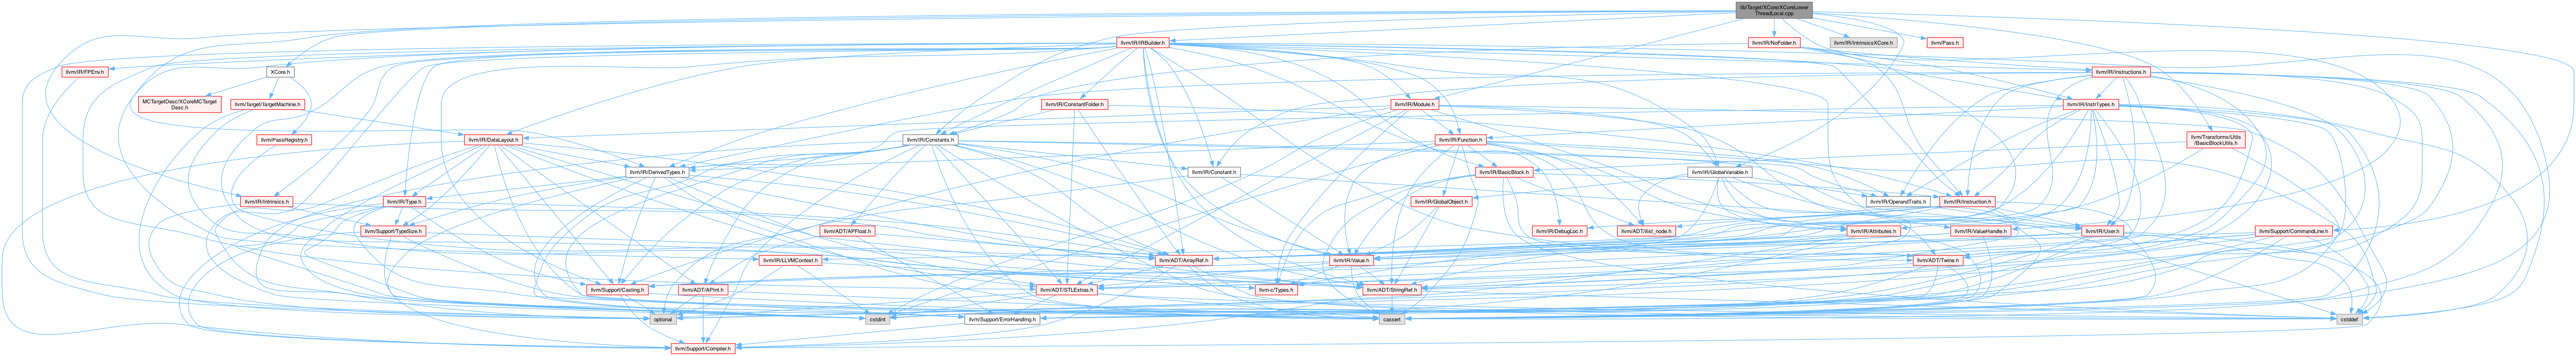 lib/Target/XCore/XCoreLower
ThreadLocal.cpp
llvm/IR/IRBuilder.h
llvm/IR/NoFolder.h
llvm/IR/IntrinsicsXCore.h
llvm/Pass.h
llvm/IR/FPEnv.h
XCore.h
llvm/IR/Instructions.h
MCTargetDesc/XCoreMCTarget
Desc.h
llvm/Target/TargetMachine.h
llvm/IR/ConstantFolder.h
llvm/IR/Module.h
llvm/IR/InstrTypes.h
llvm/PassRegistry.h
llvm/IR/DataLayout.h
llvm/IR/Constants.h
llvm/IR/Function.h
llvm/Transforms/Utils
/BasicBlockUtils.h
llvm/IR/DerivedTypes.h
llvm/IR/Constant.h
llvm/IR/BasicBlock.h
llvm/IR/GlobalVariable.h
llvm/IR/Intrinsics.h
llvm/IR/Type.h
llvm/IR/GlobalObject.h
llvm/IR/OperandTraits.h
llvm/IR/Instruction.h
llvm/Support/TypeSize.h
llvm/ADT/APFloat.h
llvm/IR/DebugLoc.h
llvm/ADT/ilist_node.h
llvm/IR/Attributes.h
llvm/IR/ValueHandle.h
llvm/IR/User.h
llvm/Support/CommandLine.h
llvm/IR/LLVMContext.h
llvm/ADT/ArrayRef.h
llvm/IR/Value.h
llvm/ADT/Twine.h
llvm/Support/Casting.h
llvm/ADT/APInt.h
llvm/ADT/STLExtras.h
llvm-c/Types.h
llvm/ADT/StringRef.h
optional
cstdint
llvm/Support/ErrorHandling.h
cassert
cstddef
llvm/Support/Compiler.h